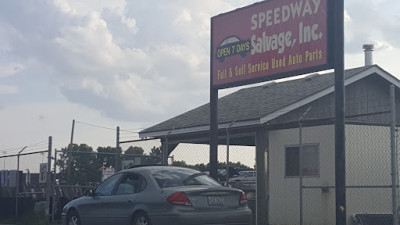 SPEEDWAY
OPEN 7 DAYS
Salvage, Inc.
Full & Self Service Used Auto Parts